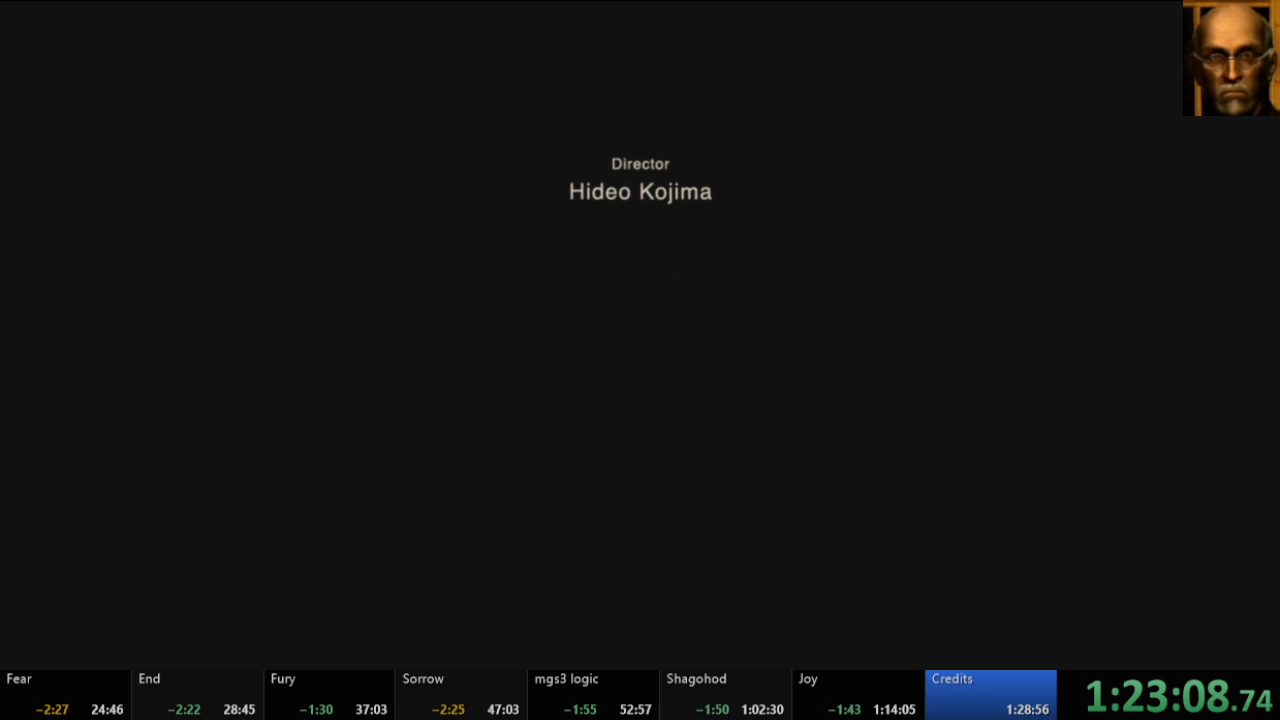 Director
Hideo Kojima
Fear
−2:27 24:46
End
−2:22 28:45
Fury
−1:30 37:03
Sorrow
−2:25 47:03
mgs3 logic
−1:55 52:57
Shagohod
−1:50 1:02:30
Joy
−1:43 1:14:05
Credits
1:28:56
1:23:08.74